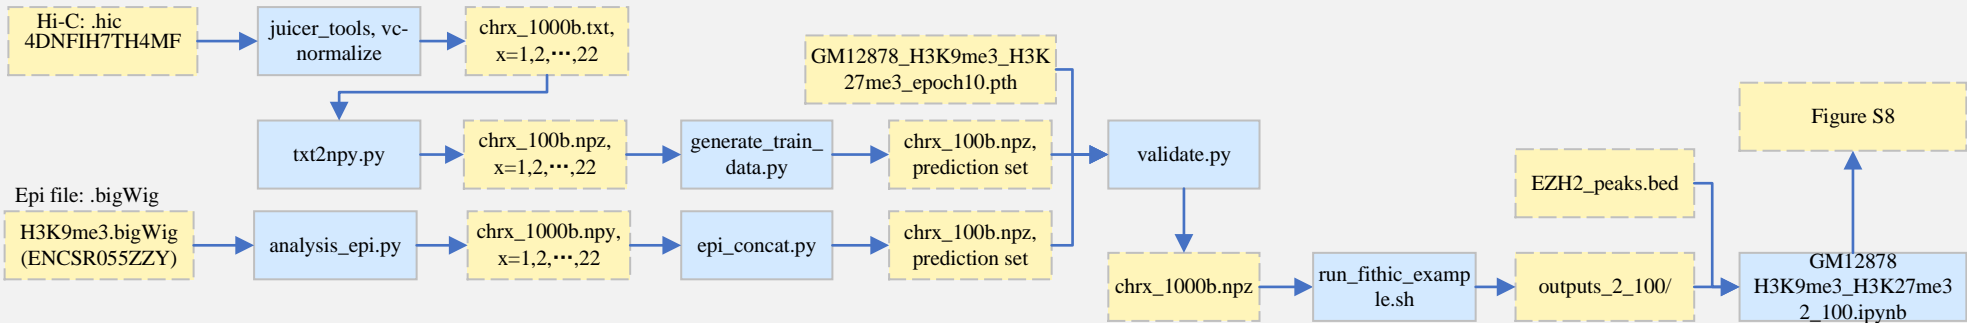 Hi-C: .hic
4DNFIH7TH4MF
juicer_tools, vc-
normalize
chrx_1000b.txt,
x=1,2,⋯,22
GM12878_H3K9me3_H3K
27me3_epoch10.pth
Figure S8
txt2npy.py
chrx_100b.npz,
x=1,2,⋯,22
generate_train_
data.py
chrx_100b.npz,
prediction set
validate.py
EZH2_peaks.bed
Epi file: .bigWig
H3K9me3.bigWig
(ENCSR055ZZY)
analysis_epi.py
chrx_1000b.npy,
x=1,2,⋯,22
epi_concat.py
chrx_100b.npz,
prediction set
chrx_1000b.npz
run_fithic_examp
le.sh
outputs_2_100/
GM12878
H3K9me3_H3K27me3
2_100.ipynb